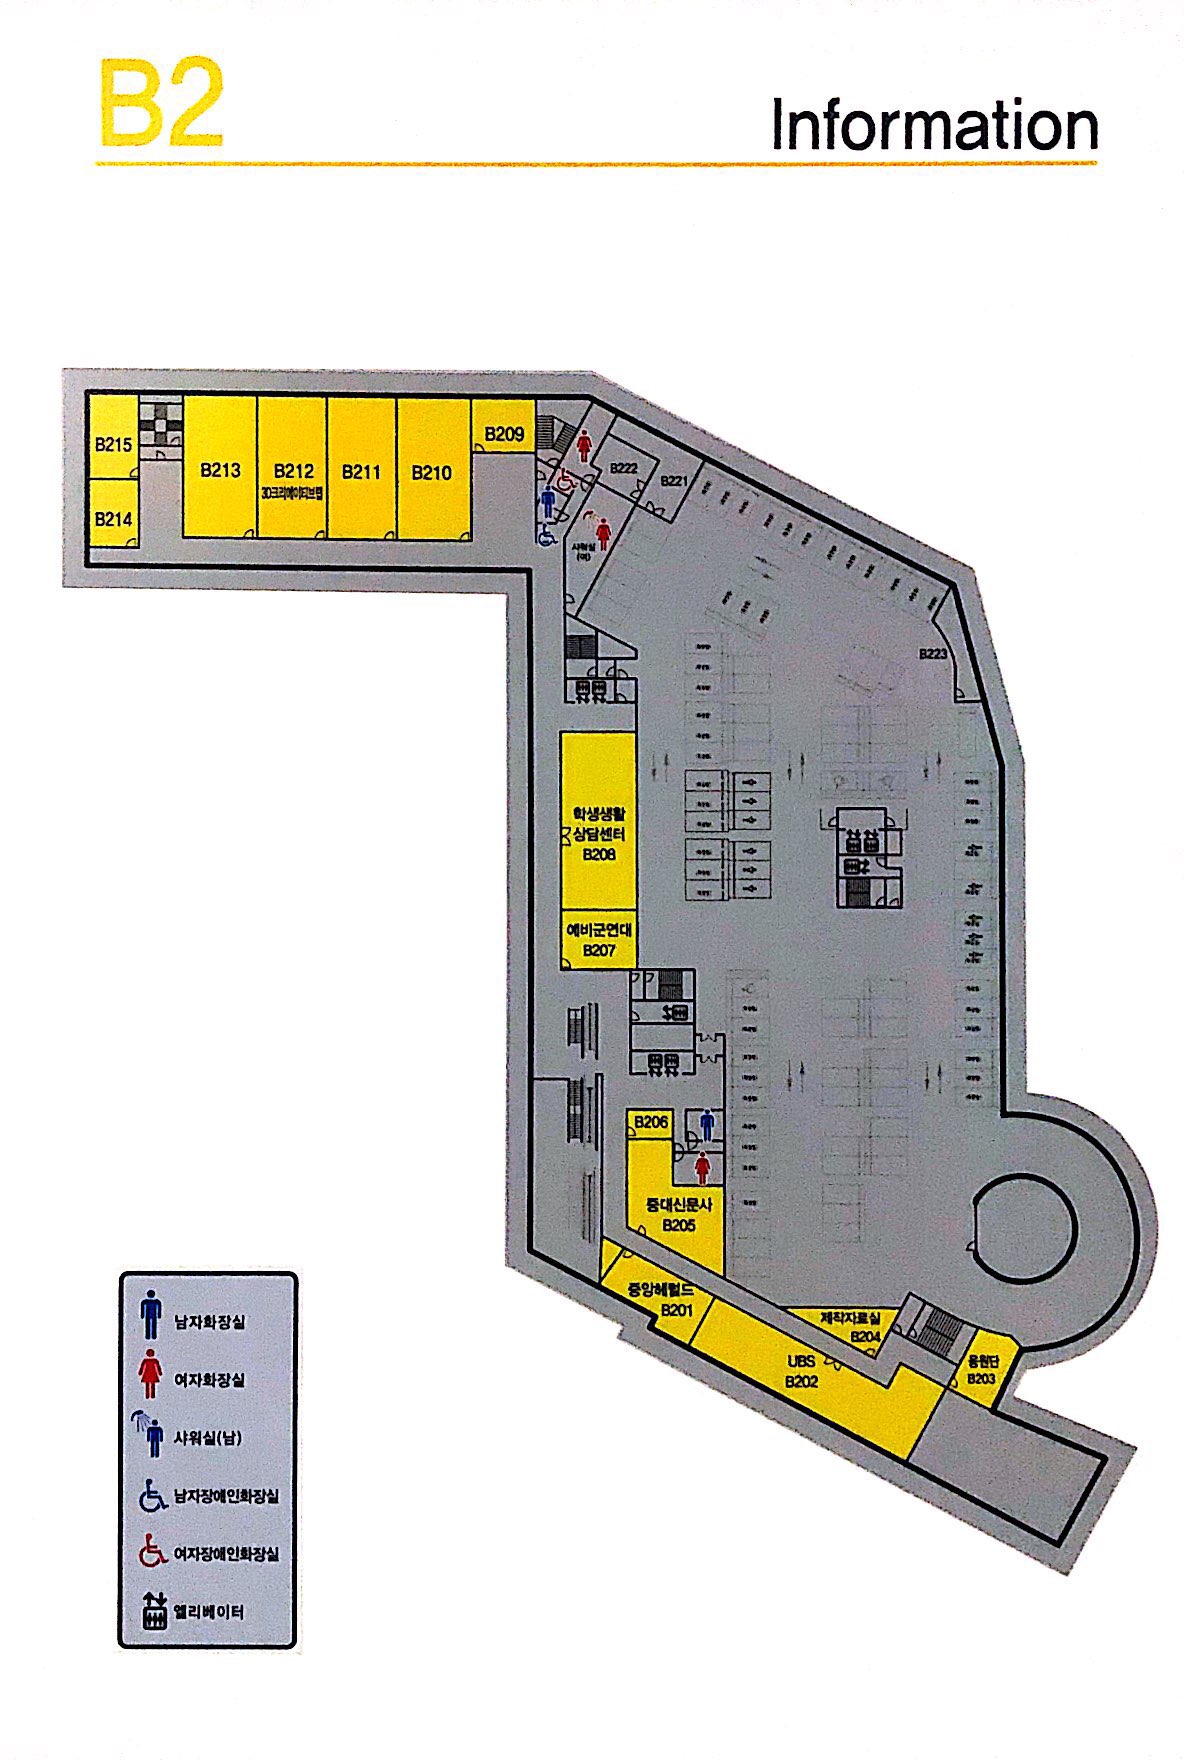 B2
Information
B215
B214
B213
B212
3D크리에이티브랩
B211
B210
B209
B222
B221
샤워실
(여)
B223
학생생활
상담센터
B208
예비군연대
B207
B206
중대신문사
B205
중앙헤럴드
B201
제작자료실
B204
UBS
B202
응원단
B203
남자화장실
여자화장실
샤워실(남)
남자장애인화장실
여자장애인화장실
엘리베이터